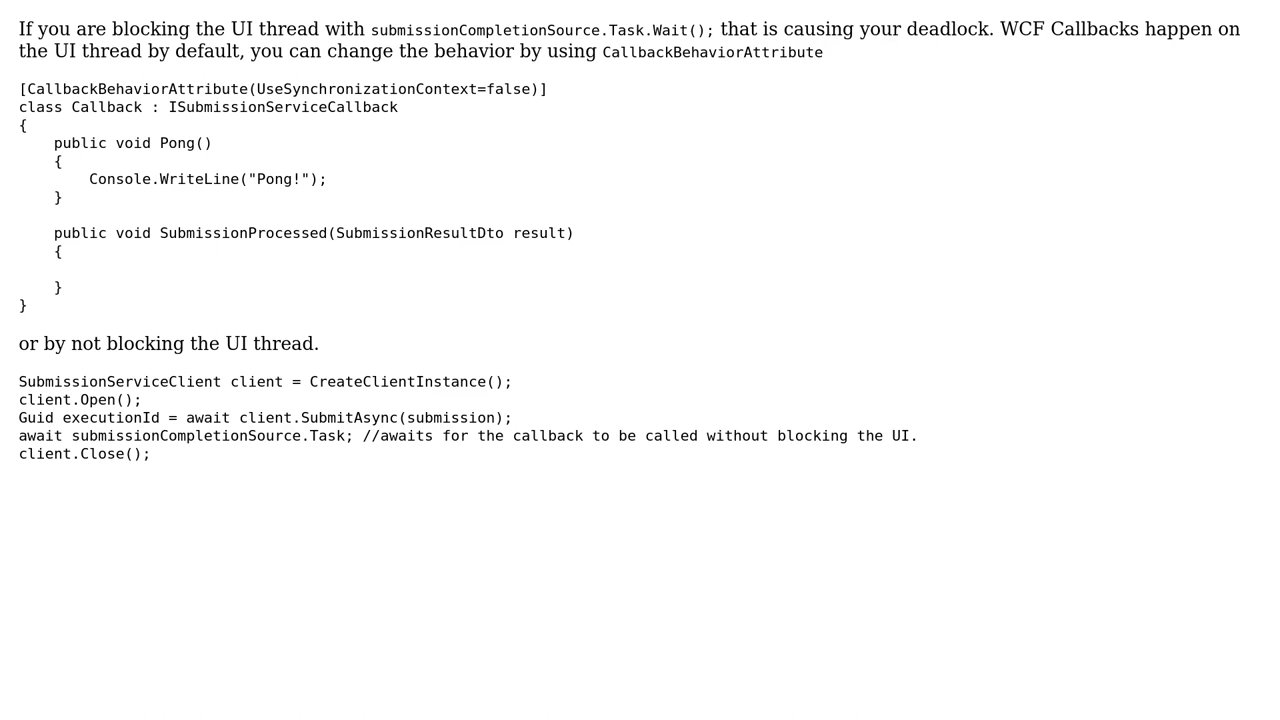 If you are blocking the UI thread with submissionCompletionSource.Task.Wait(); that is causing your deadlock. WCF Callbacks happen on
the UI thread by default, you can change the behavior by using CallbackBehaviorAttribute
[CallbackBehaviorAttribute(UseSynchronizationContext=false)]
class Callback : ISubmissionServiceCallback
{
    public void Pong()
    {
        Console.WriteLine("Pong!");
    }

    public void SubmissionProcessed(SubmissionResultDto result)
    {

    }
}
or by not blocking the UI thread.
SubmissionServiceClient client = CreateClientInstance();
client.Open();
Guid executionId = await client.SubmitAsync(submission);
await submissionCompletionSource.Task; //awaits for the callback to be called without blocking the UI.
client.Close();